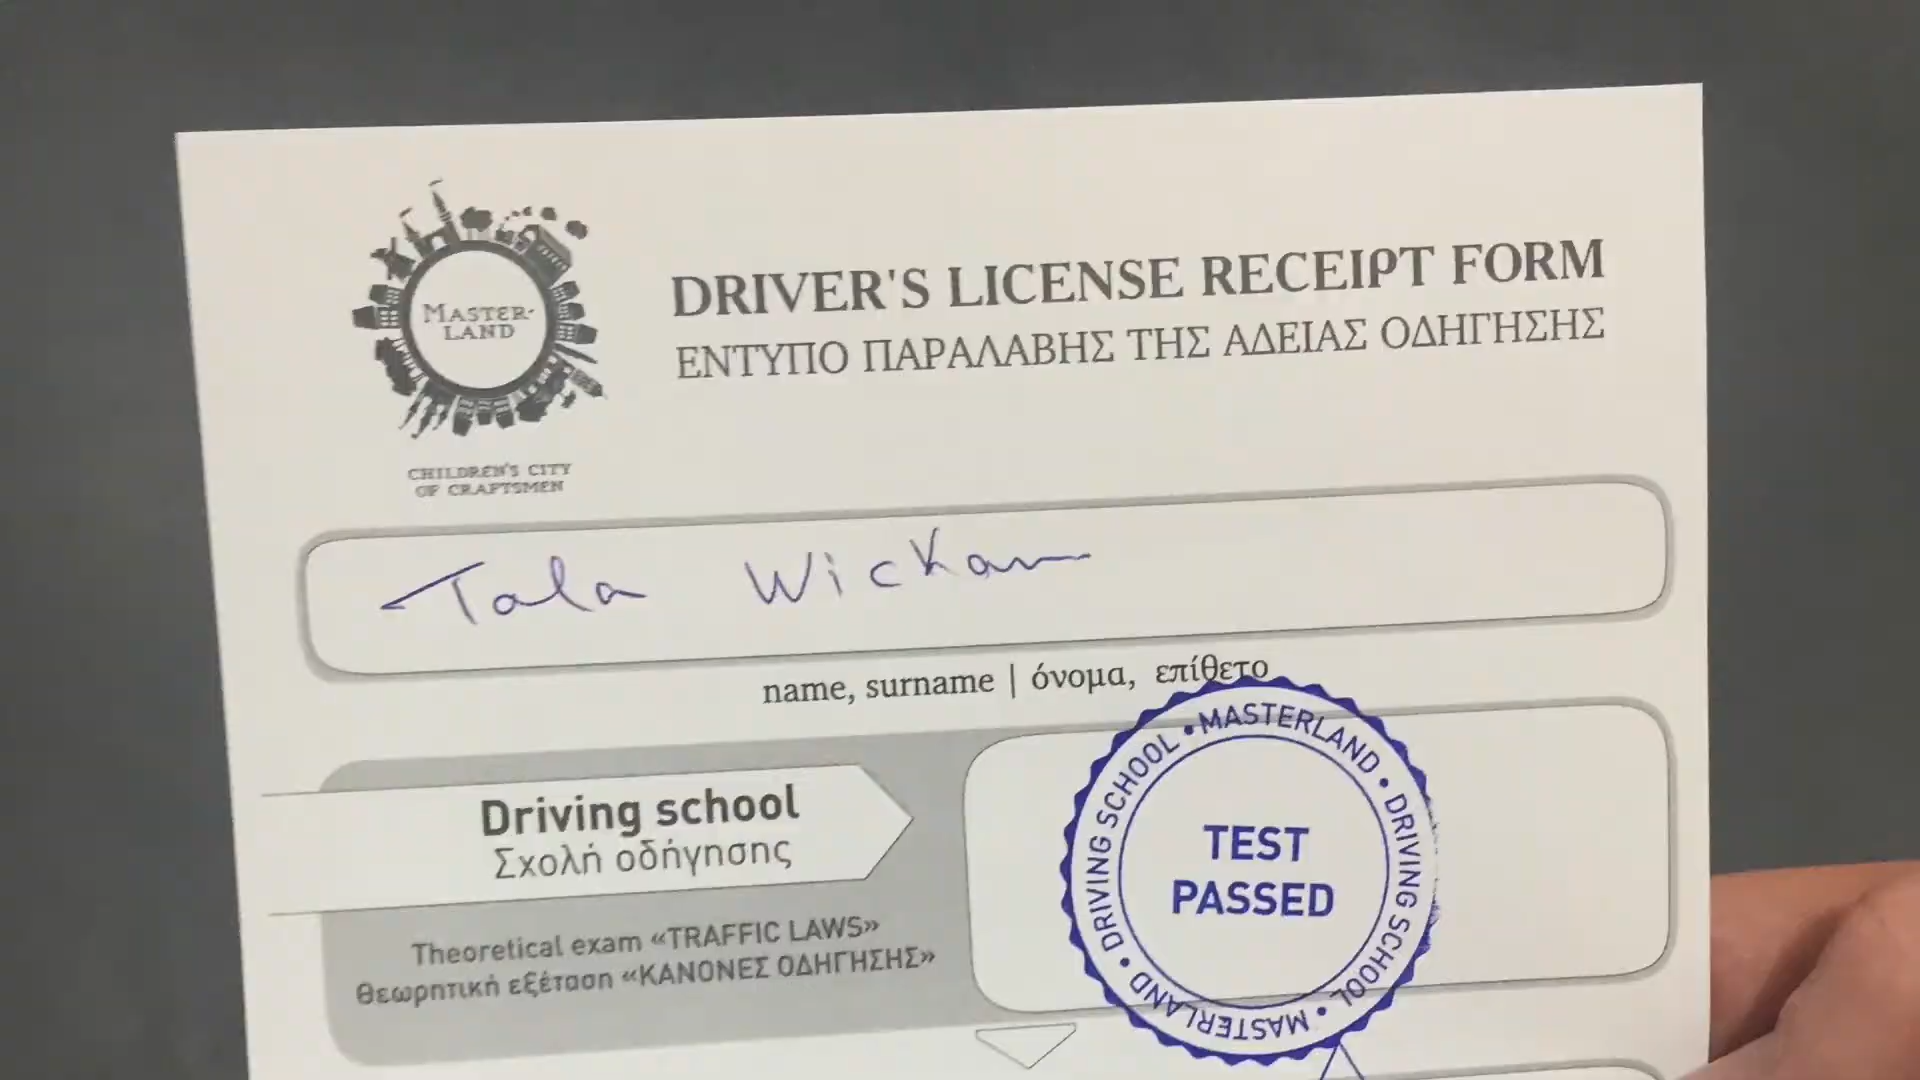 MASTER-
LAND
CHILDREN'S CITY
OF CRAFTSMEN
DRIVER'S LICENSE RECEIPT FORM
ΕΝΤΥΠΟ ΠΑΡΑΛΑΒΗΣ ΤΗΣ ΑΔΕΙΑΣ ΟΔΗΓΗΣΗΣ
Tala
name, surname | όνομα, επίθετο
Driving school
Σχολή οδήγησης
Theoretical exam «TRAFFIC LAWS»
Θεωρητική εξέταση «ΚΑΝΟΝΕΣ ΟΔΗΓΗΣΗΣ»
MASTERLAND • DRIVING SCHOOL • MASTERLAND • DRIVING SCHOOL •
TEST
PASSED